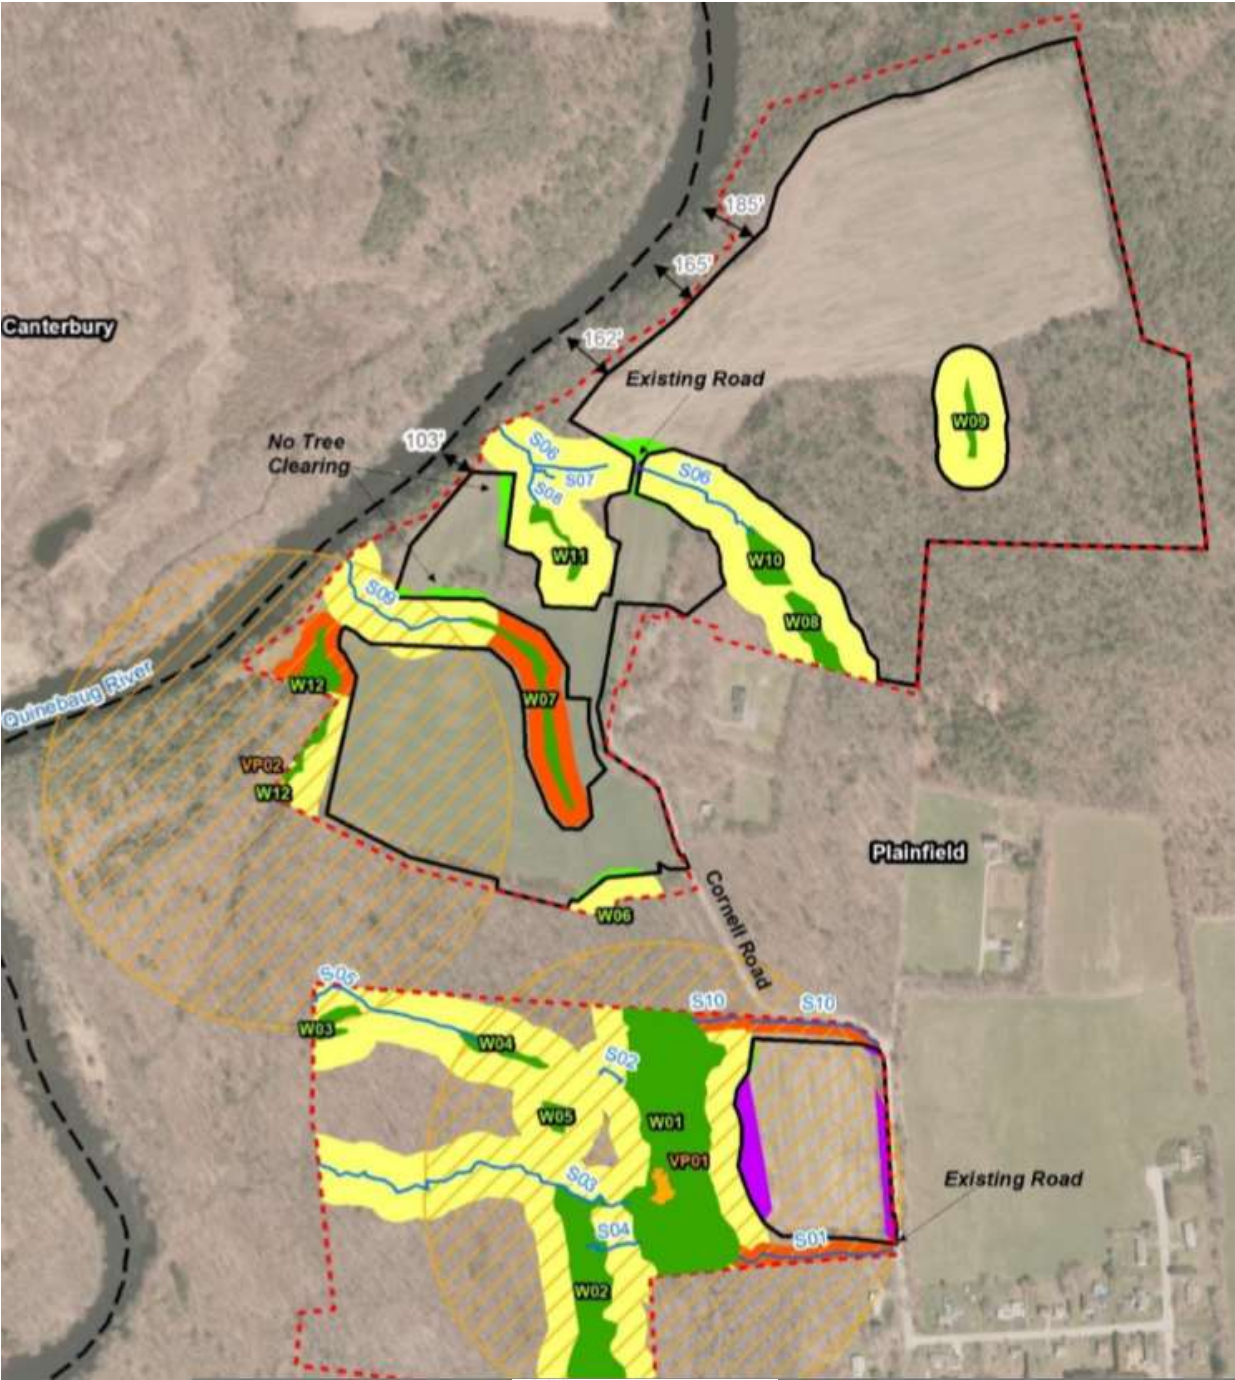 185'
165'
Canterbury
162'
Existing Road
W09
No Tree
Clearing
103'
S06
S07
S08
S06
W11
W10
S09
W08
W12
W07
Quinebaug River
VP02
W12
Plainfield
Cornell Road
W06
S05
S10
S10
W03
W04
S02
W05
W01
VP01
S03
Existing Road
S04
S01
W02